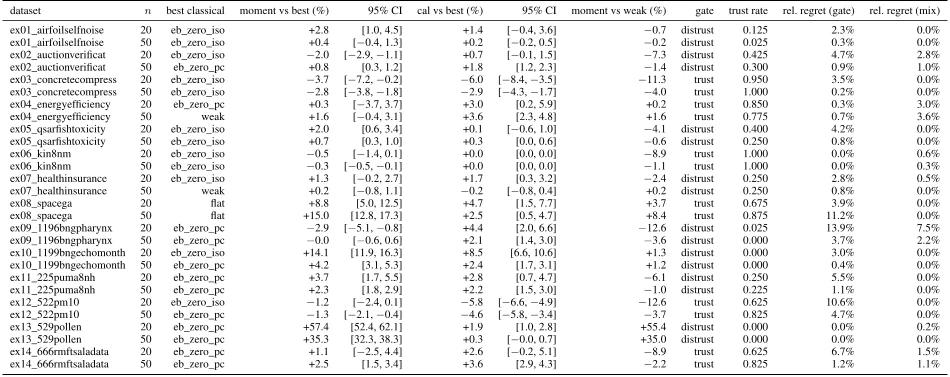 dataset n best classical moment vs best (%) 95% CI cal vs best (%) 95% CI moment vs weak (%) gate trust rate rel. regret (gate) rel. regret (mix)
ex01_airfoilselfnoise 20 eb_zero_iso +2.8 [1.0, 4.5] +1.4 [−0.4, 3.6] −0.7 distrust 0.125 2.3% 0.0%
ex01_airfoilselfnoise 50 eb_zero_iso +0.4 [−0.4, 1.3] +0.2 [−0.2, 0.5] −0.2 distrust 0.025 0.3% 0.0%
ex02_auctionverificat 20 eb_zero_iso −2.0 [−2.9, −1.1] +0.7 [−0.1, 1.5] −7.3 distrust 0.425 4.7% 2.8%
ex02_auctionverificat 50 eb_zero_pc +0.8 [0.3, 1.2] +1.8 [1.2, 2.3] −1.4 distrust 0.300 0.9% 1.0%
ex03_concretecompress 20 eb_zero_iso −3.7 [−7.2, −0.2] −6.0 [−8.4, −3.5] −11.3 trust 0.950 3.5% 0.0%
ex03_concretecompress 50 eb_zero_iso −2.8 [−3.8, −1.8] −2.9 [−4.3, −1.7] −4.0 trust 1.000 0.2% 0.0%
ex04_energyefficiency 20 eb_zero_pc +0.3 [−3.7, 3.7] +3.0 [0.2, 5.9] +0.2 trust 0.850 0.3% 3.0%
ex04_energyefficiency 50 weak +1.6 [−0.4, 3.1] +3.6 [2.3, 4.8] +1.6 trust 0.775 0.7% 3.6%
ex05_qsarfishtoxicity 20 eb_zero_iso +2.0 [0.6, 3.4] +0.1 [−0.6, 1.0] −4.1 distrust 0.400 4.2% 0.0%
ex05_qsarfishtoxicity 50 eb_zero_iso +0.7 [0.3, 1.0] +0.3 [0.0, 0.6] −0.6 distrust 0.250 0.8% 0.0%
ex06_kin8nm 20 eb_zero_iso −0.5 [−1.4, 0.1] +0.0 [0.0, 0.0] −8.9 trust 1.000 0.0% 0.6%
ex06_kin8nm 50 eb_zero_iso −0.3 [−0.5, −0.1] +0.0 [0.0, 0.0] −1.1 trust 1.000 0.0% 0.3%
ex07_healthinsurance 20 eb_zero_iso +1.3 [−0.2, 2.7] +1.7 [0.3, 3.2] −2.4 distrust 0.250 2.8% 0.5%
ex07_healthinsurance 50 weak +0.2 [−0.8, 1.1] −0.2 [−0.8, 0.4] +0.2 distrust 0.250 0.8% 0.0%
ex08_spacega 20 flat +8.8 [5.0, 12.5] +4.7 [1.5, 7.7] +3.7 trust 0.675 3.9% 0.0%
ex08_spacega 50 flat +15.0 [12.8, 17.3] +2.5 [0.5, 4.7] +8.4 trust 0.875 11.2% 0.0%
ex09_1196bngpharynx 20 eb_zero_pc −2.9 [−5.1, −0.8] +4.4 [2.0, 6.6] −12.6 distrust 0.025 13.9% 7.5%
ex09_1196bngpharynx 50 eb_zero_pc −0.0 [−0.6, 0.6] +2.1 [1.4, 3.0] −3.6 distrust 0.000 3.7% 2.2%
ex10_1199bngechomonth 20 eb_zero_iso +14.1 [11.9, 16.3] +8.5 [6.6, 10.6] +1.3 distrust 0.000 3.0% 0.0%
ex10_1199bngechomonth 50 eb_zero_pc +4.2 [3.1, 5.3] +2.4 [1.7, 3.1] +1.2 distrust 0.000 0.4% 0.0%
ex11_225puma8nh 20 eb_zero_pc +3.7 [1.7, 5.5] +2.8 [0.7, 4.7] −6.1 distrust 0.250 5.5% 0.0%
ex11_225puma8nh 50 eb_zero_pc +2.3 [1.8, 2.9] +2.2 [1.5, 3.0] −1.0 distrust 0.225 1.1% 0.0%
ex12_522pm10 20 eb_zero_iso −1.2 [−2.4, 0.1] −5.8 [−6.6, −4.9] −12.6 trust 0.625 10.6% 0.0%
ex12_522pm10 50 eb_zero_pc −1.3 [−2.1, −0.4] −4.6 [−5.8, −3.4] −3.7 trust 0.825 4.7% 0.0%
ex13_529pollen 20 eb_zero_pc +57.4 [52.4, 62.1] +1.9 [1.0, 2.8] +55.4 distrust 0.000 0.0% 0.2%
ex13_529pollen 50 eb_zero_pc +35.3 [32.3, 38.3] +0.3 [−0.0, 0.7] +35.0 distrust 0.000 0.0% 0.0%
ex14_666rmftsaladata 20 eb_zero_pc +1.1 [−2.5, 4.4] +2.6 [−0.2, 5.1] −8.9 trust 0.625 6.7% 1.5%
ex14_666rmftsaladata 50 eb_zero_pc +2.5 [1.5, 3.4] +3.6 [2.9, 4.3] −2.2 trust 0.825 1.2% 1.1%